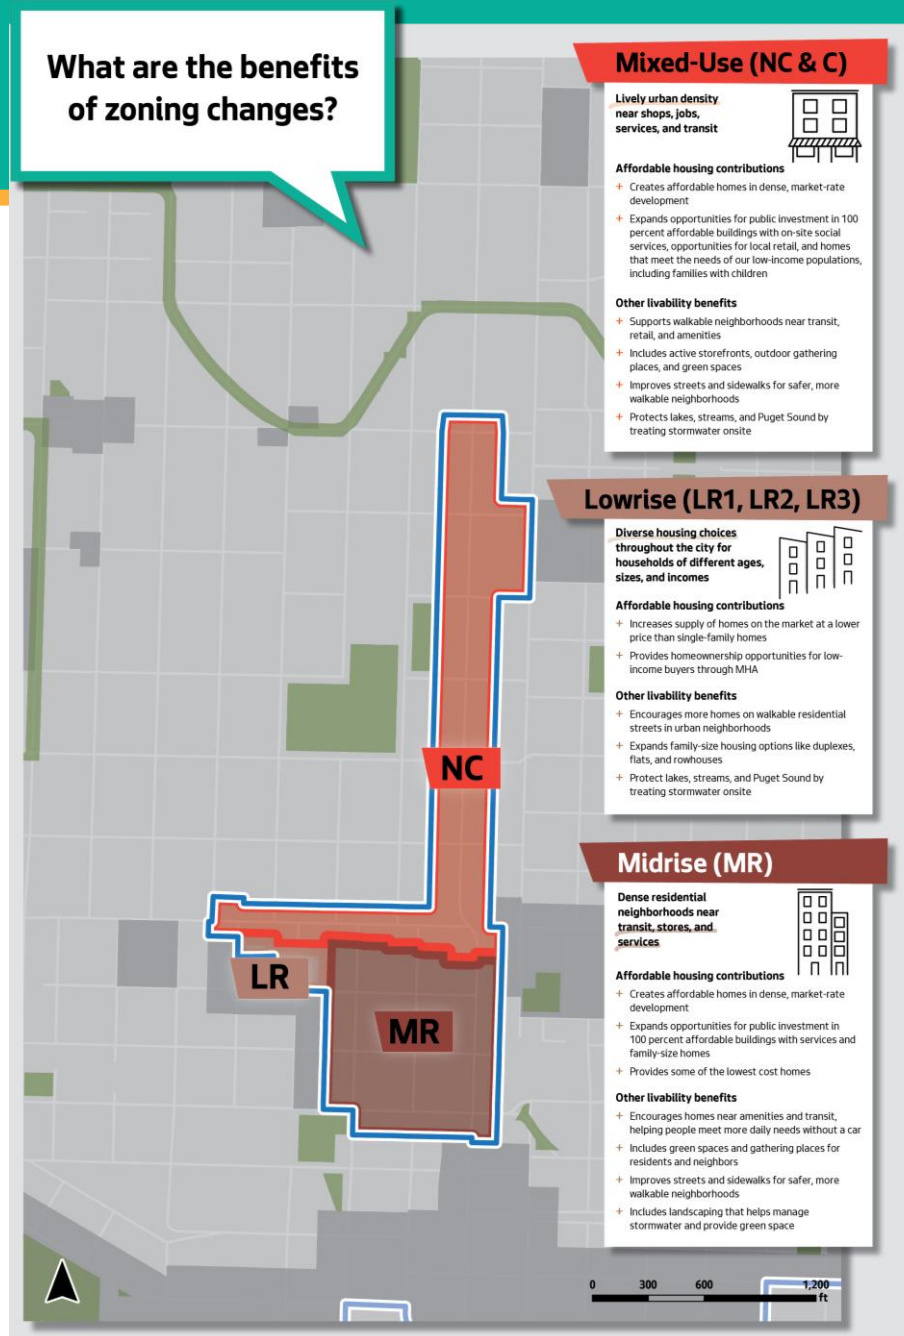 What are the benefits
of zoning changes?
Mixed-Use (NC & C)
Lively urban density
near shops, jobs,
services, and transit
Affordable housing contributions
+ Creates affordable homes in dense, market-rate
development
+ Expands opportunities for public investment in 100
percent affordable buildings with on-site social
services, opportunities for local retail, and homes
that meet the needs of our low-income populations,
including families with children
Other livability benefits
+ Supports walkable neighborhoods near transit,
retail, and amenities
+ Includes active storefronts, outdoor gathering
places, and green spaces
+ Improves streets and sidewalks for safer, more
walkable neighborhoods
+ Protects lakes, streams, and Puget Sound by
treating stormwater onsite
Lowrise (LR1, LR2, LR3)
Diverse housing choices
throughout the city for
households of different ages,
sizes, and incomes
Affordable housing contributions
+ Increases supply of homes on the market at a lower
price than single-family homes
+ Provides homeownership opportunities for low-
income buyers through MHA
Other livability benefits
+ Encourages more homes on walkable residential
streets in urban neighborhoods
+ Expands family-size housing options like duplexes,
flats, and rowhouses
+ Protect lakes, streams, and Puget Sound by
treating stormwater onsite
Midrise (MR)
Dense residential
neighborhoods near
transit, stores, and
services
Affordable housing contributions
+ Creates affordable homes in dense, market-rate
development
+ Expands opportunities for public investment in
100 percent affordable buildings with services and
family-size homes
+ Provides some of the lowest cost homes
Other livability benefits
+ Encourages homes near amenities and transit,
helping people meet more daily needs without a car
+ Includes green spaces and gathering places for
residents and neighbors
+ Improves streets and sidewalks for safer, more
walkable neighborhoods
+ Includes landscaping that helps manage
stormwater and provide green space
NC
LR
MR
0 300 600 1,200
ft